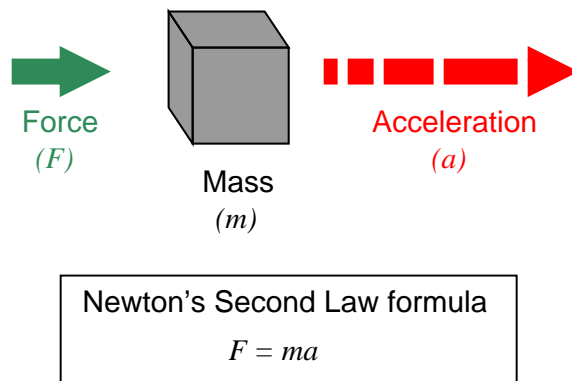 Force
(F)
Mass
(m)
Acceleration
(a)
Newton’s Second Law formula
F = ma